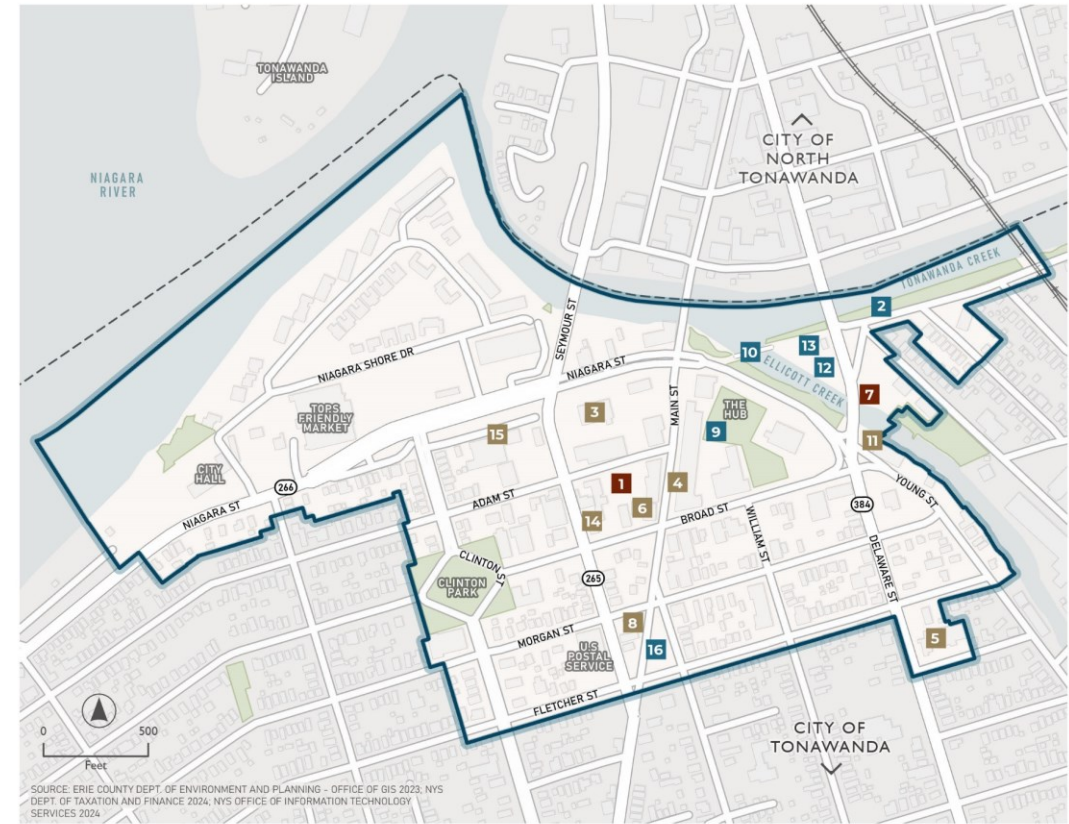 TONAWANDA
ISLAND
CITY OF
NORTH
TONAWANDA
NIAGARA
RIVER
TONAWANDA CREEK
2
SEYMOUR ST
13
10
12
NIAGARA SHORE DR
NIAGARA ST
ELLICOTT CREEK
7
MAIN ST
THE
HUB
TOPS
FRIENDLY
MARKET
3
9
15
11
CITY
HALL
266
1
4
YOUNG ST
ADAM ST
6
384
NIAGARA ST
14
BROAD ST
WILLIAM ST
CLINTON ST
DELAWARE ST
CLINTON
PARK
265
8
5
MORGAN ST
16
U.S.
POSTAL
SERVICE
FLETCHER ST
0 500
Feet
CITY OF
TONAWANDA
SOURCE: ERIE COUNTY DEPT. OF ENVIRONMENT AND PLANNING - OFFICE OF GIS 2023; NYS
DEPT. OF TAXATION AND FINANCE 2024; NYS OFFICE OF INFORMATION TECHNOLOGY
SERVICES 2024